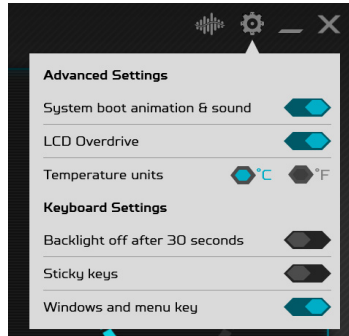 Advanced Settings
System boot animation & sound
LCD Overdrive
Temperature units °C °F
Keyboard Settings
Backlight off after 30 seconds
Sticky keys
Windows and menu key